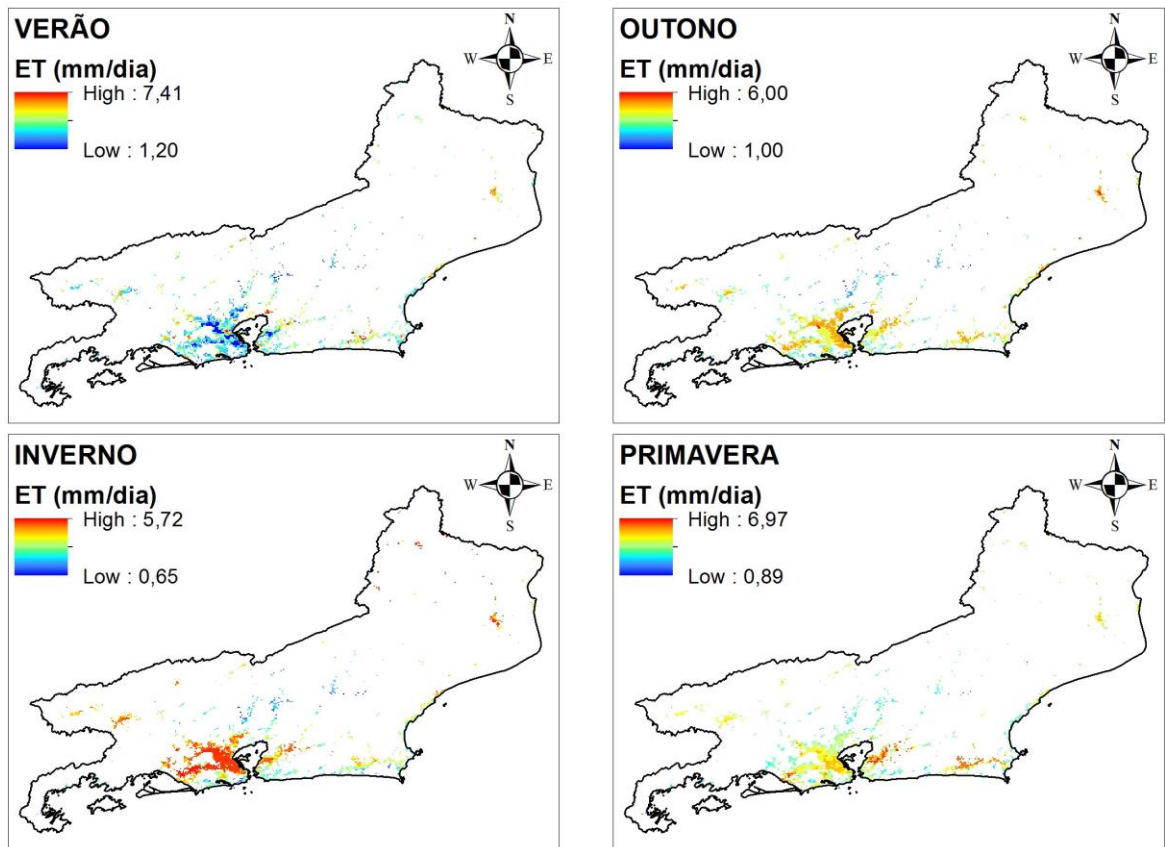 VERÃO
ET (mm/dia)
High : 7,41
Low : 1,20
N
W
E
S
OUTONO
ET (mm/dia)
High : 6,00
Low : 1,00
N
W
E
S
INVERNO
ET (mm/dia)
High : 5,72
Low : 0,65
N
W
E
S
PRIMAVERA
ET (mm/dia)
High : 6,97
Low : 0,89
N
W
E
S